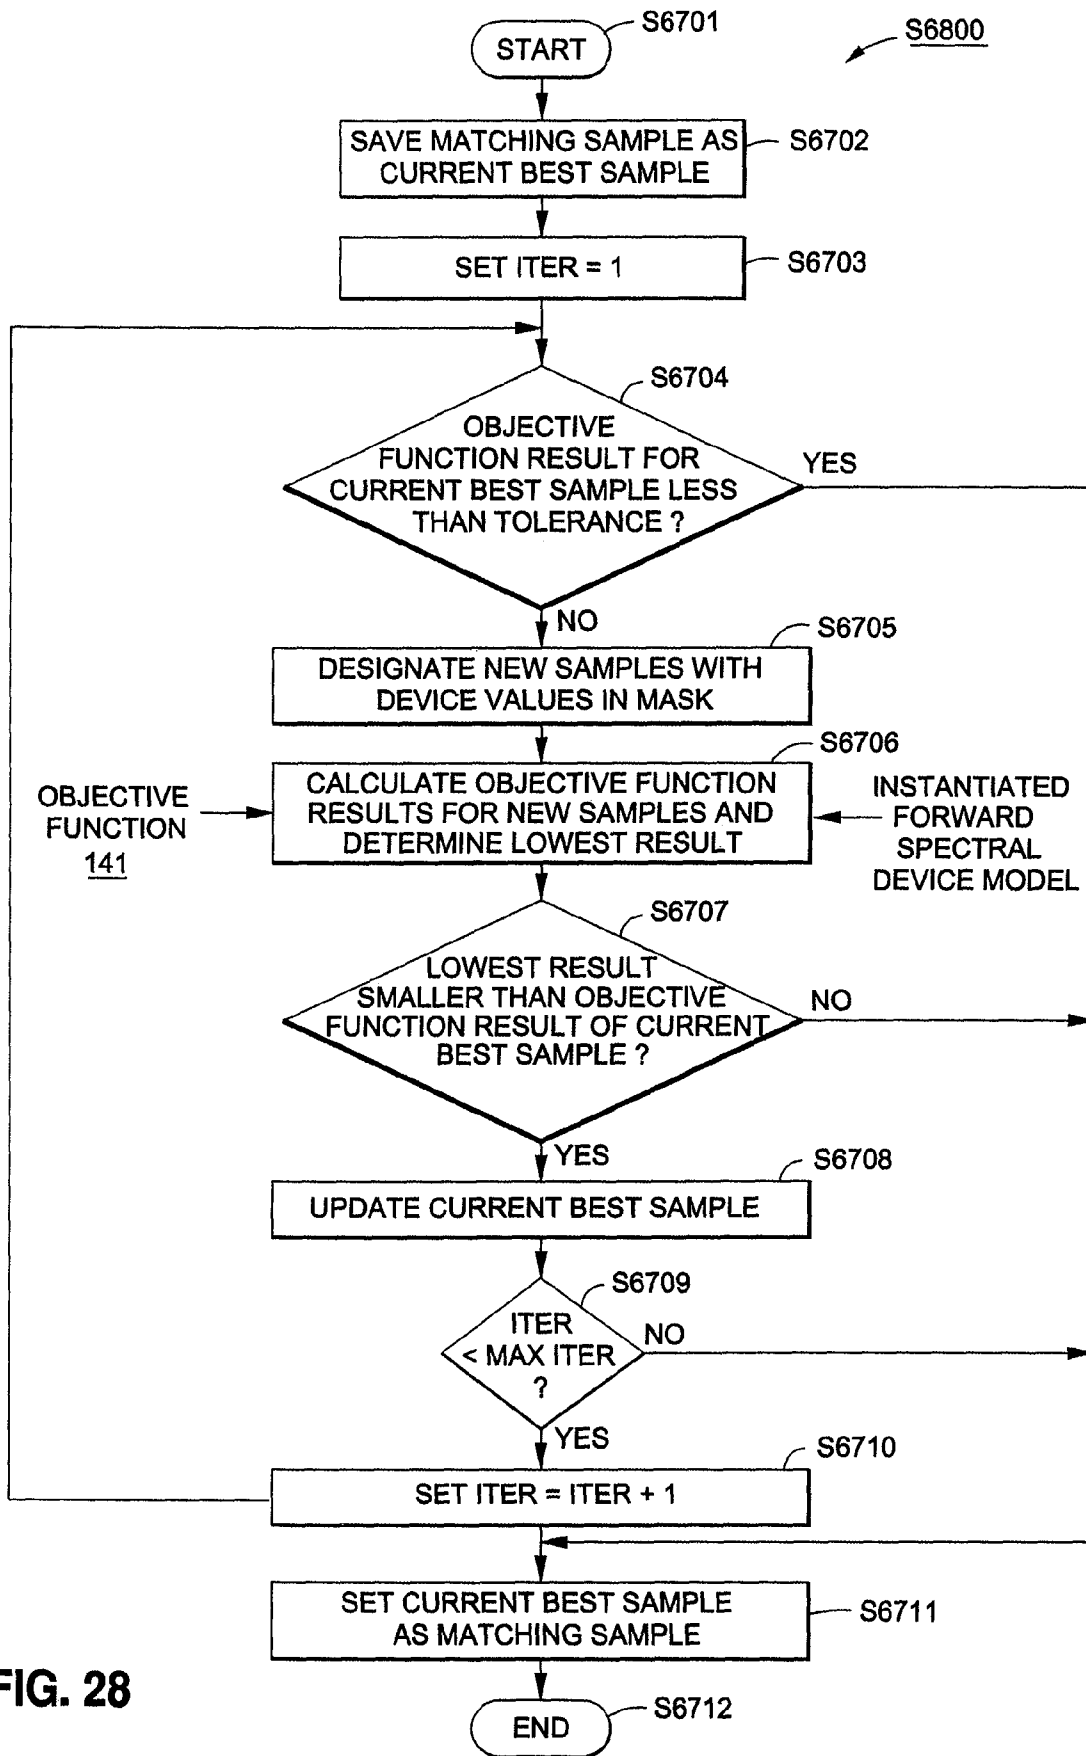 S6701
START
S6800
SAVE MATCHING SAMPLE AS
CURRENT BEST SAMPLE
S6702
SET ITER = 1
S6703
S6704
OBJECTIVE
FUNCTION RESULT FOR
CURRENT BEST SAMPLE LESS
THAN TOLERANCE ?
YES
NO
S6705
DESIGNATE NEW SAMPLES WITH
DEVICE VALUES IN MASK
S6706
CALCULATE OBJECTIVE FUNCTION
RESULTS FOR NEW SAMPLES AND
DETERMINE LOWEST RESULT
OBJECTIVE
FUNCTION
141
INSTANTIATED
FORWARD
SPECTRAL
DEVICE MODEL
S6707
LOWEST RESULT
SMALLER THAN OBJECTIVE
FUNCTION RESULT OF CURRENT
BEST SAMPLE ?
NO
YES
S6708
UPDATE CURRENT BEST SAMPLE
S6709
ITER
< MAX ITER
?
NO
YES
S6710
SET ITER = ITER + 1
SET CURRENT BEST SAMPLE
AS MATCHING SAMPLE
S6711
FIG. 28
END
S6712